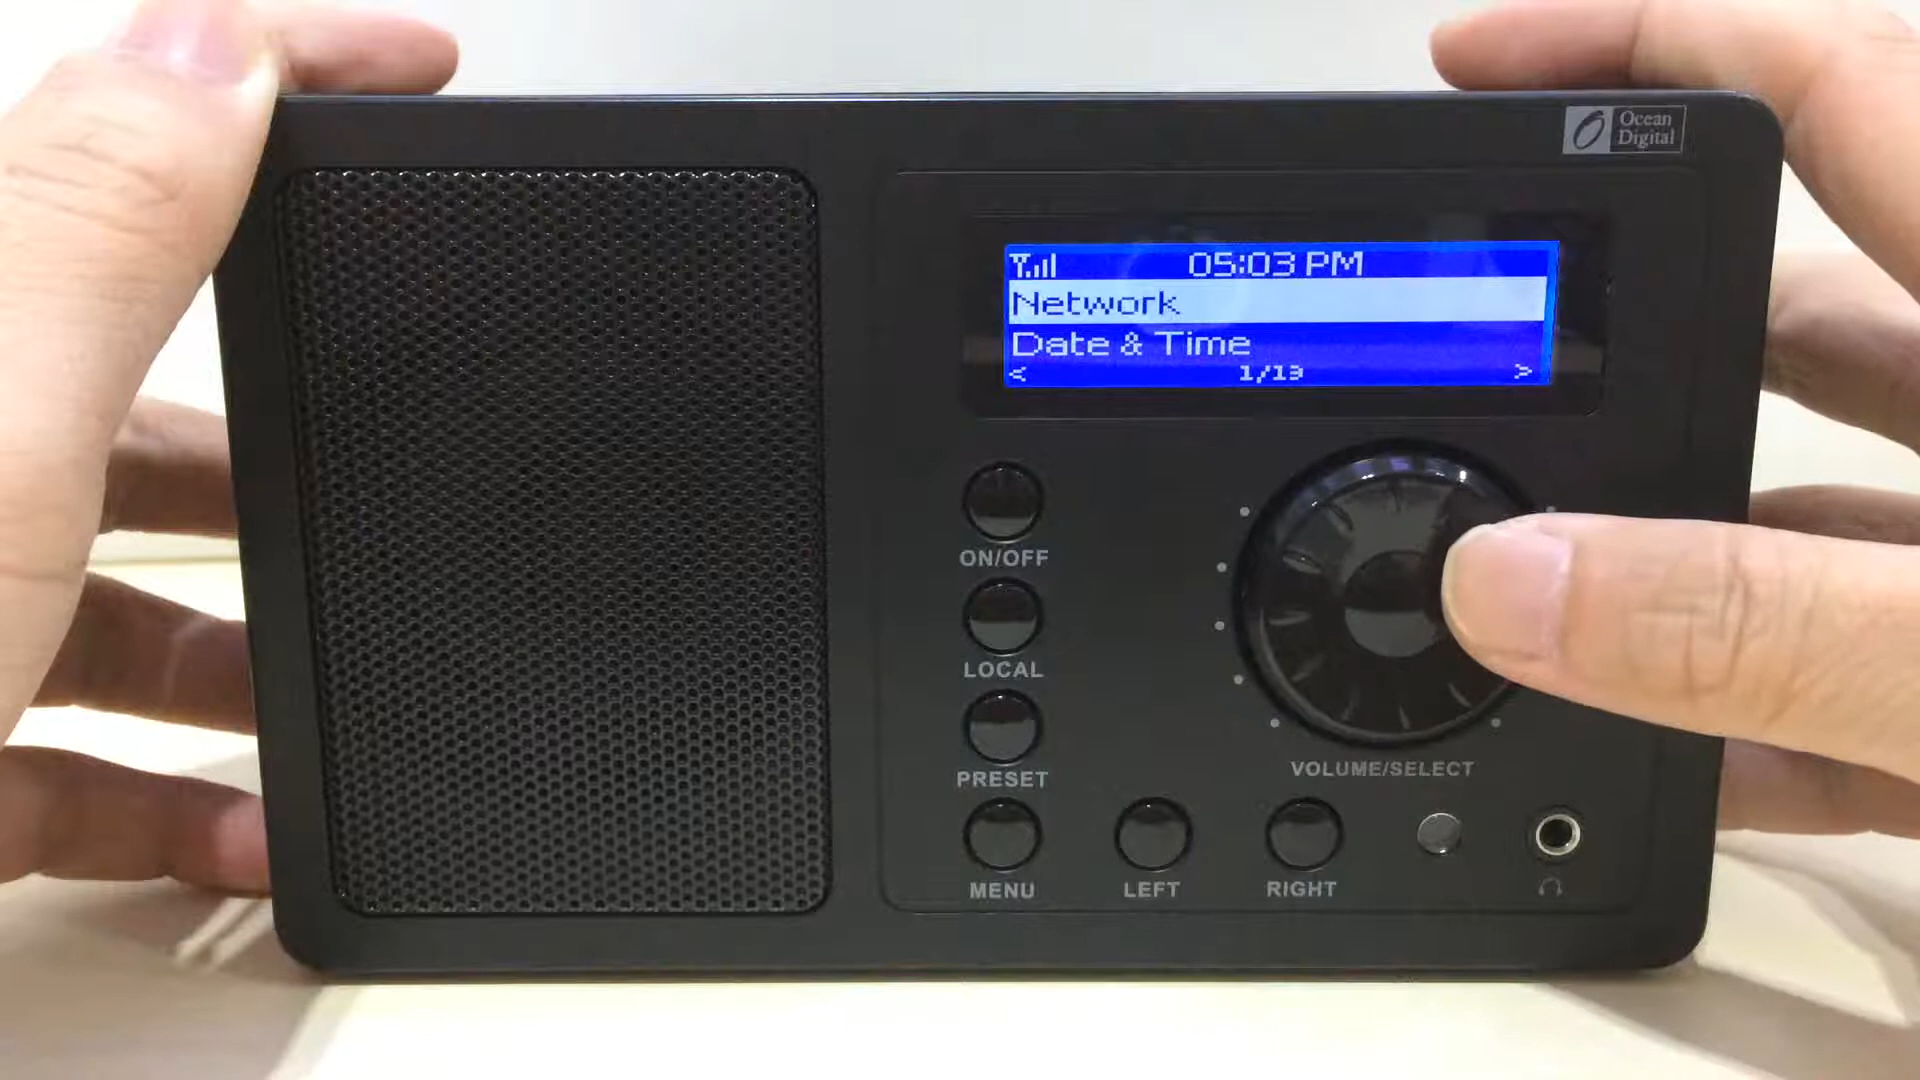 Ocean
Digital
05:03 PM
Network
Date & Time
< 1/13 >
ON/OFF
LOCAL
PRESET
VOLUME/SELECT
MENU LEFT RIGHT